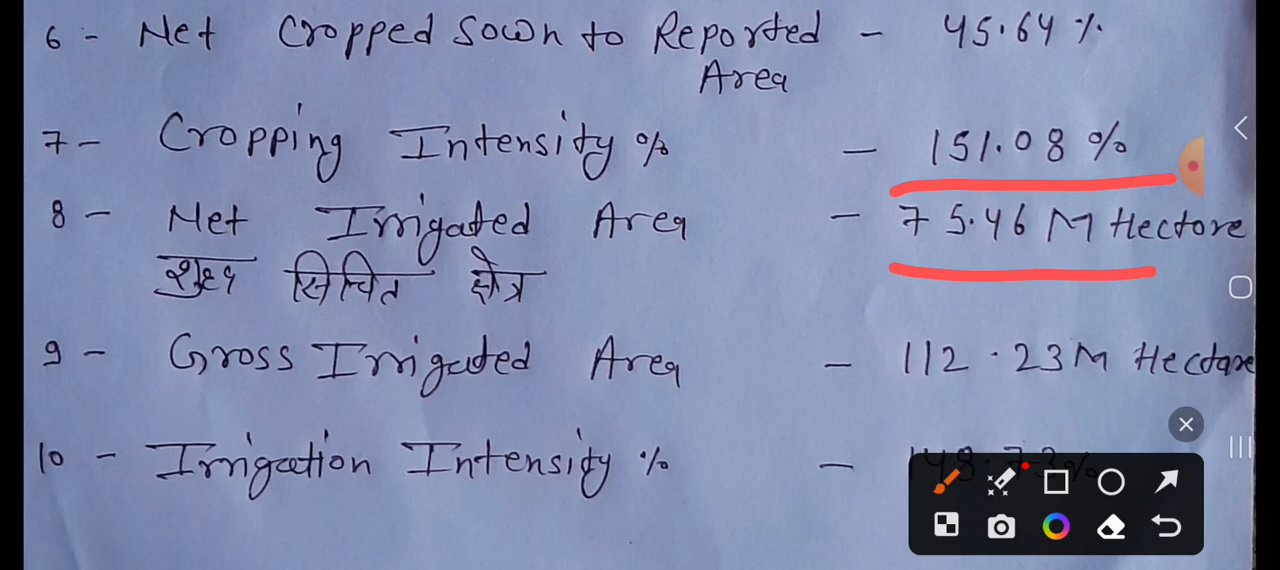 6 - Net Cropped Sown to Reported - 45.64 %
Area
7 - Cropping Intensity % - 151.08 %
8 - Net Irrigated Area - 75.46 M Hectare
शुद्ध सिंचित क्षेत्र
9 - Gross Irrigated Area - 112.23 M Hectare
10 - Irrigation Intensity % -